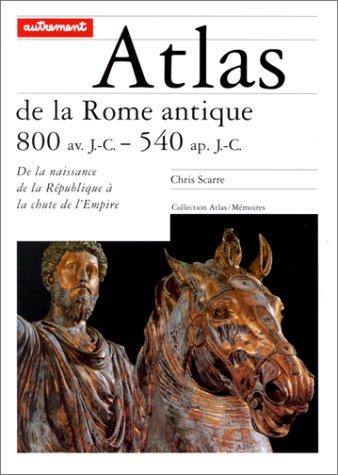 autrement
Atlas
de la Rome antique
800 av. J.-C. – 540 ap. J.-C.
De la naissance
de la République à
la chute de l'Empire
Chris Scarre
Collection Atlas/Mémoires